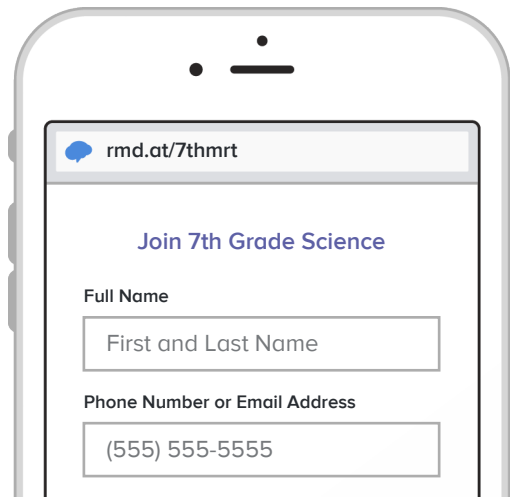 rmd.at/7thmrt
Join 7th Grade Science
Full Name
First and Last Name
Phone Number or Email Address
(555) 555-5555